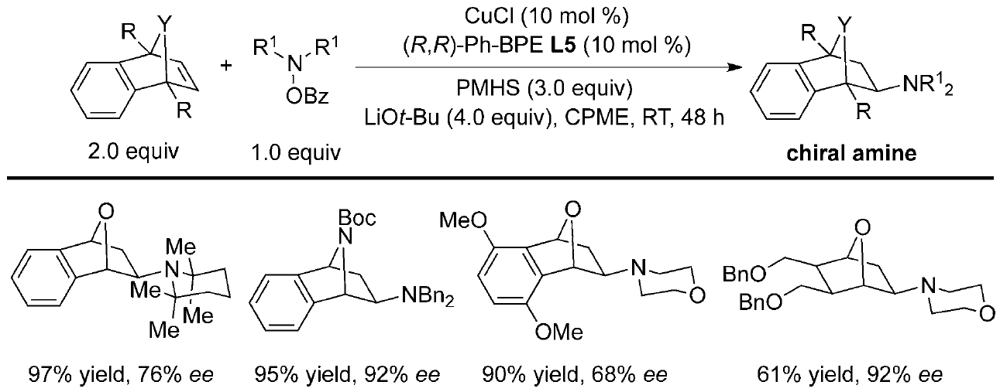 CuCl (10 mol %)
(R,R)-Ph-BPE L5 (10 mol %)
PMHS (3.0 equiv)
LiOt-Bu (4.0 equiv), CPME, RT, 48 h
R Y R
2.0 equiv
+
R¹ N R¹
OBz
1.0 equiv
R Y R NR¹₂
chiral amine
O N Me Me Me Me
97% yield, 76% ee
Boc
N
NBn₂
95% yield, 92% ee
MeO O N O
OMe
90% yield, 68% ee
O
BnO
BnO
N
O
61% yield, 92% ee